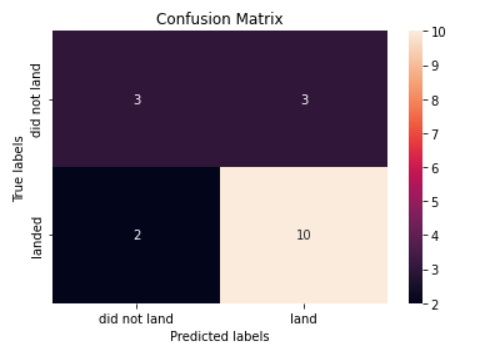 Confusion Matrix
True labels
did not land
landed
3 3
2 10
did not land land
Predicted labels
10
9
8
7
6
5
4
3
2